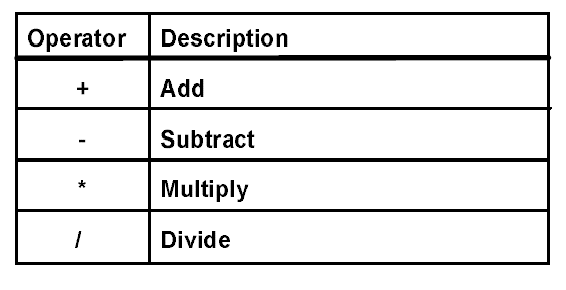 Operator Description
+ Add
- Subtract
* Multiply
/ Divide